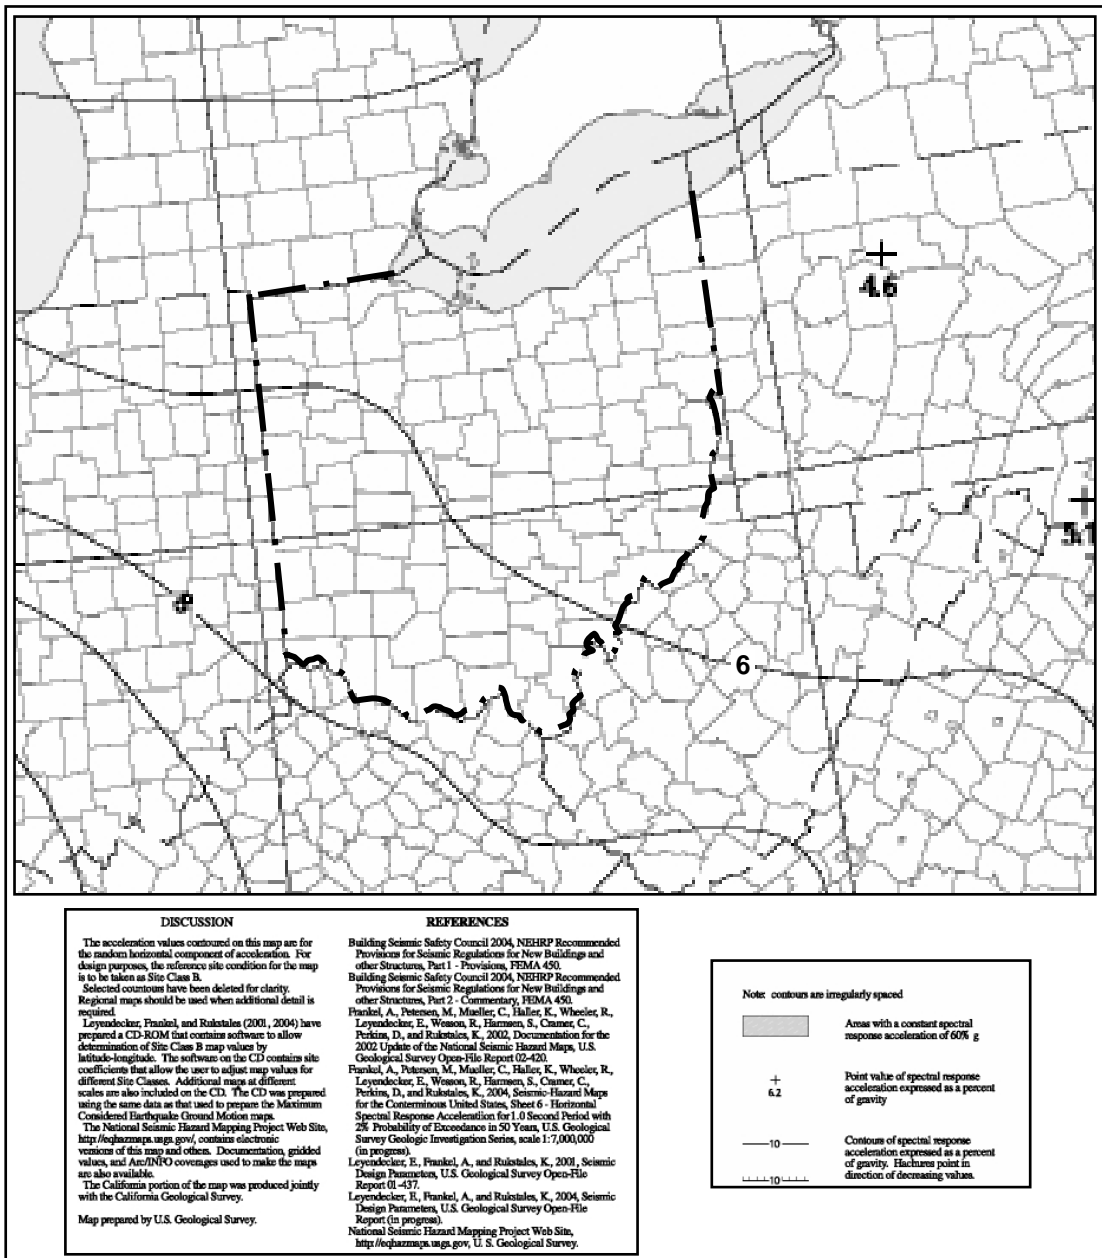 4.6
5.1
6
8
DISCUSSION
The acceleration values contoured on this map are for
the random horizontal component of acceleration. For
design purposes, the reference site condition for the map
is to be taken as Site Class B.
Selected countours have been deleted for clarity.
Regional maps should be used when additional detail is
required.
Leyendecker, Frankel, and Rukstales (2001, 2004) have
prepared a CD-ROM that contains software to allow
determination of Site Class B map values by
latitude-longitude. The software on the CD contains site
coefficients that allow the user to adjust map values for
different Site Classes. Additional maps at different
scales are also included on the CD. The CD was prepared
using the same data as that used to prepare the Maximum
Considered Earthquake Ground Motion maps.
The National Seismic Hazard Mapping Project Web Site,
http://eqhazmaps.usgs.gov/, contains electronic
versions of this map and others. Documentation, gridded
values, and Arc/INFO coverages used to make the maps
are also available.
The California portion of the map was produced jointly
with the California Geological Survey.
Map prepared by U.S. Geological Survey.
REFERENCES
Building Seismic Safety Council 2004, NEHRP Recommended
Provisions for Seismic Regulations for New Buildings and
other Structures, Part 1 - Provisions, FEMA 450.
Building Seismic Safety Council 2004, NEHRP Recommended
Provisions for Seismic Regulations for New Buildings and
other Structures, Part 2 - Commentary, FEMA 450.
Frankel, A., Petersen, M., Mueller, C., Haller, K., Wheeler, R.,
Leyendecker, E., Wesson, R., Harmsen, S., Cramer, C.,
Perkins, D., and Rukstales, K., 2002, Documentation for the
2002 Update of the National Seismic Hazard Maps, U.S.
Geological Survey Open-File Report 02-420.
Frankel, A., Petersen, M., Mueller, C., Haller, K., Wheeler, R.,
Leyendecker, E., Wesson, R., Harmsen, S., Cramer, C.,
Perkins, D., and Rukstales, K., 2004, Seismic-Hazard Maps
for the Conterminous United States, Sheet 6 - Horizontal
Spectral Response Acceleratiion for 1.0 Second Period with
2% Probability of Exceedance in 50 Years, U.S. Geological
Survey Geologic Investigation Series, scale 1:7,000,000
(in progress).
Leyendecker, E., Frankel, A., and Rukstales, K., 2001, Seismic
Design Parameters, U.S. Geological Survey Open-File
Report 01-437.
Leyendecker, E., Frankel, A., and Rukstales, K., 2004, Seismic
Design Parameters, U.S. Geological Survey Open-File
Report (in progress).
National Seismic Hazard Mapping Project Web Site,
http://eqhazmaps.usgs.gov, U. S. Geological Survey.
Note: contours are irregularly spaced
Areas with a constant spectral
response acceleration of 60% g
6.2
Point value of spectral response
acceleration expressed as a percent
of gravity
10
10
Contours of spectral response
acceleration expressed as a percent
of gravity. Hachures point in
direction of decreasing values.